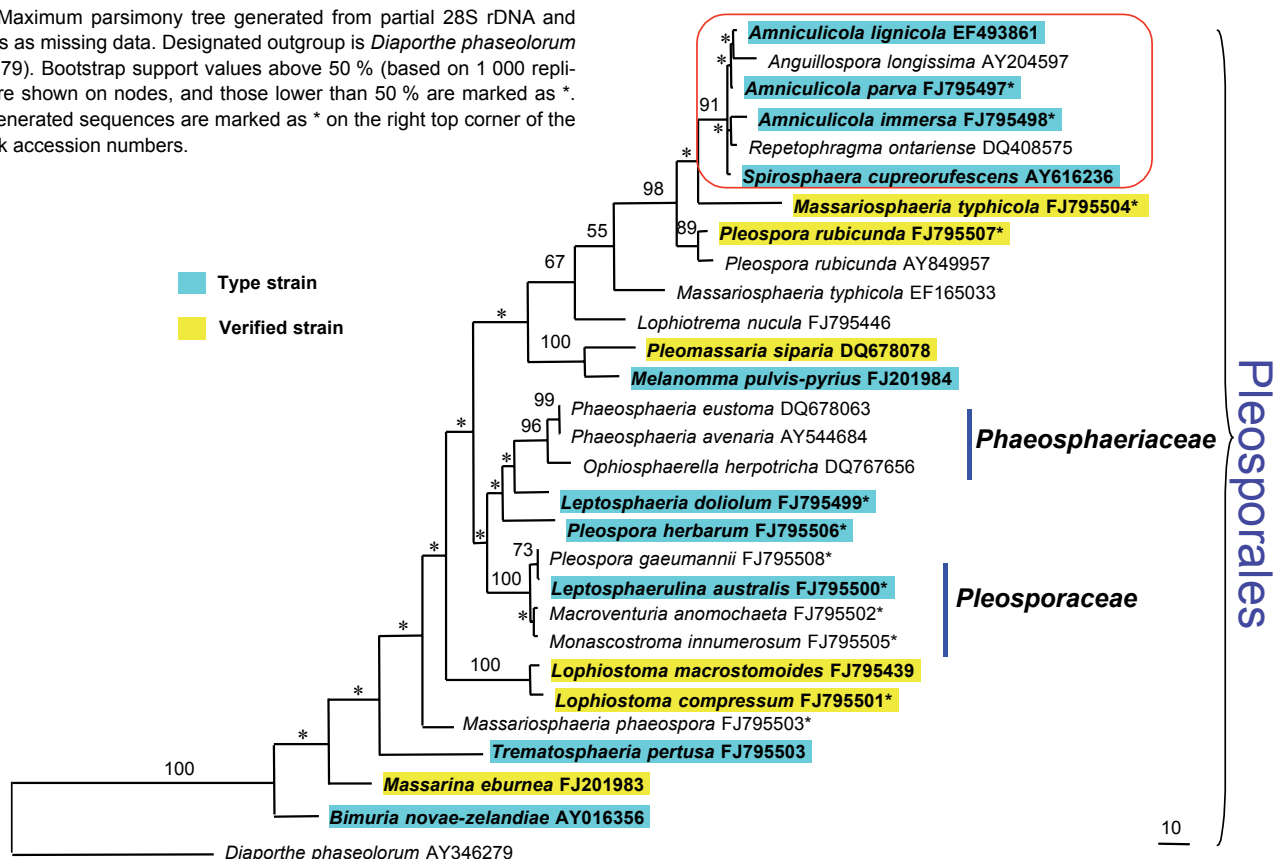 Maximum parsimony tree generated from partial 28S rDNA and
s as missing data. Designated outgroup is Diaporthe phaseolorum
79). Bootstrap support values above 50 % (based on 1 000 repli-
re shown on nodes, and those lower than 50 % are marked as *.
enerated sequences are marked as * on the right top corner of the
k accession numbers.
Type strain
Verified strain
Amniculicola lignicola EF493861
Anguillospora longissima AY204597
Amniculicola parva FJ795497*
Amniculicola immersa FJ795498*
Repetophragma ontariense DQ408575
Spirosphaera cupreorufescens AY616236
Massariosphaeria typhicola FJ795504*
Pleospora rubicunda FJ795507*
Pleospora rubicunda AY849957
Massariosphaeria typhicola EF165033
Lophiotrema nucula FJ795446
Pleomassaria siparia DQ678078
Melanomma pulvis-pyrius FJ201984
Phaeosphaeria eustoma DQ678063
Phaeosphaeria avenaria AY544684
Ophiosphaerella herpotricha DQ767656
Leptosphaeria doliolum FJ795499*
Pleospora herbarum FJ795506*
Pleospora gaeumannii FJ795508*
Leptosphaerulina australis FJ795500*
Macroventuria anomochaeta FJ795502*
Monascostroma innumerosum FJ795505*
Lophiostoma macrostomoides FJ795439
Lophiostoma compressum FJ795501*
Massariosphaeria phaeospora FJ795503*
Trematosphaeria pertusa FJ795503
Massarina eburnea FJ201983
Bimuria novae-zelandiae AY016356
Diaporthe phaseolorum AY346279
Phaeosphaeriaceae
Pleosporaceae
Pleosporales
*
*
91
*
*
98
89
55
67
*
100
99
96
*
*
*
*
73
100
*
*
100
*
*
*
100
10